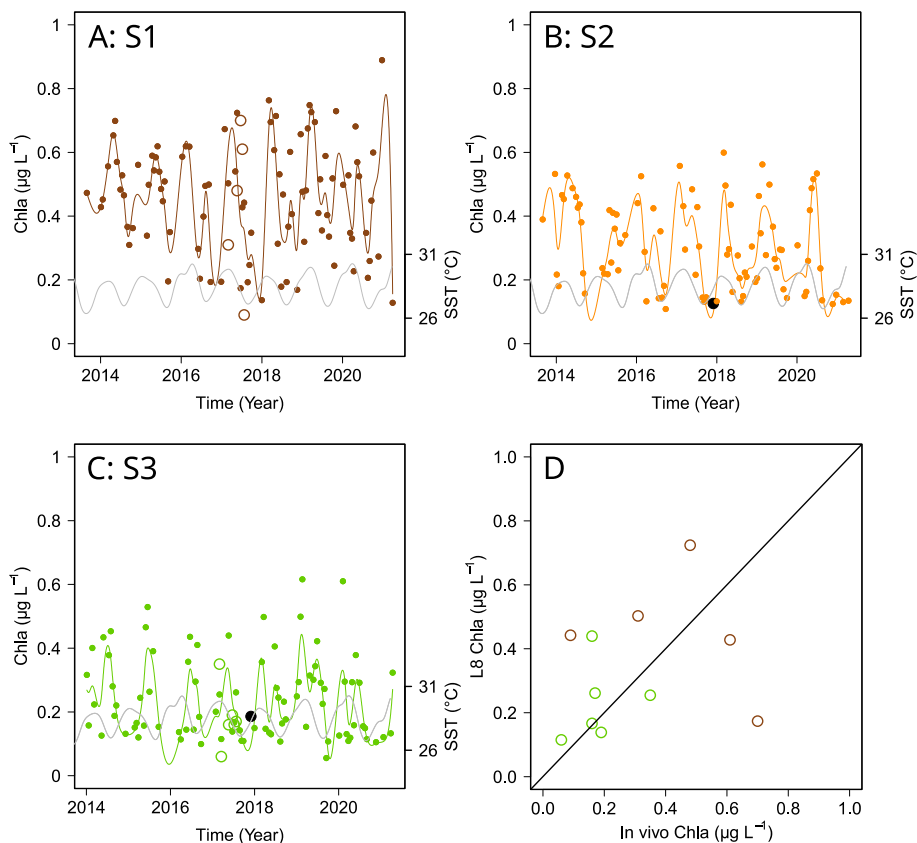 A: S1
1
0.8
0.6
0.4
0.2
0
Chla (µg L⁻¹)
31
26
SST (°C)
2014 2016 2018 2020
Time (Year)
B: S2
1
0.8
0.6
0.4
0.2
0
Chla (µg L⁻¹)
31
26
SST (°C)
2014 2016 2018 2020
Time (Year)
C: S3
1
0.8
0.6
0.4
0.2
0
Chla (µg L⁻¹)
31
26
SST (°C)
2014 2016 2018 2020
Time (Year)
D
1.0
0.8
0.6
0.4
0.2
0.0
L8 Chla (µg L⁻¹)
0.0 0.2 0.4 0.6 0.8 1.0
In vivo Chla (µg L⁻¹)